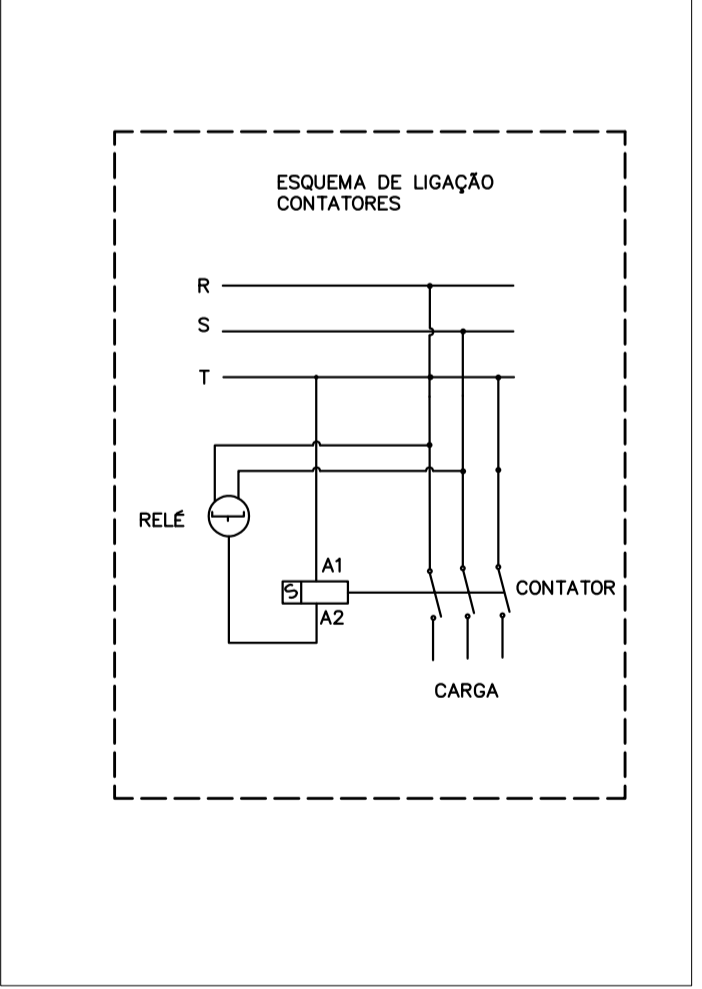 ESQUEMA DE LIGAÇÃO
CONTATORES
R
S
T
RELÉ
A1
S
CONTATOR
A2
CARGA